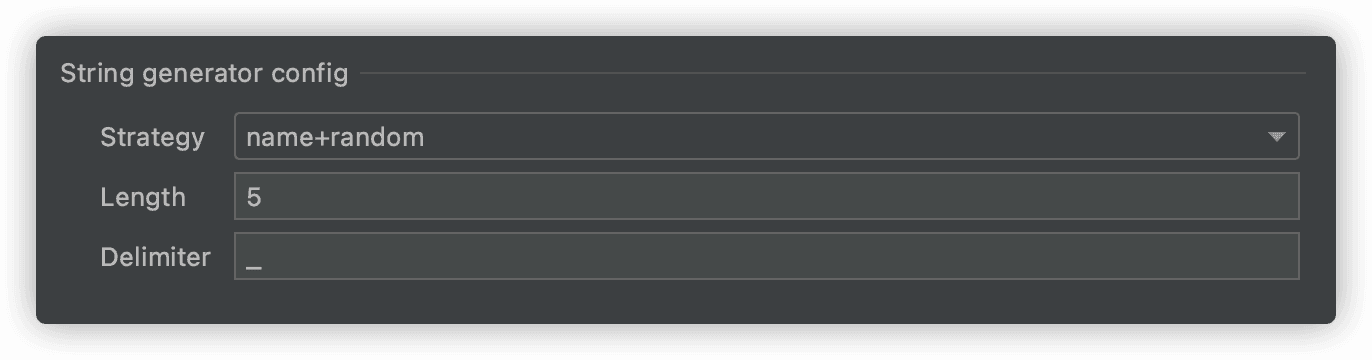 String generator config
Strategy name+random
Length 5
Delimiter _